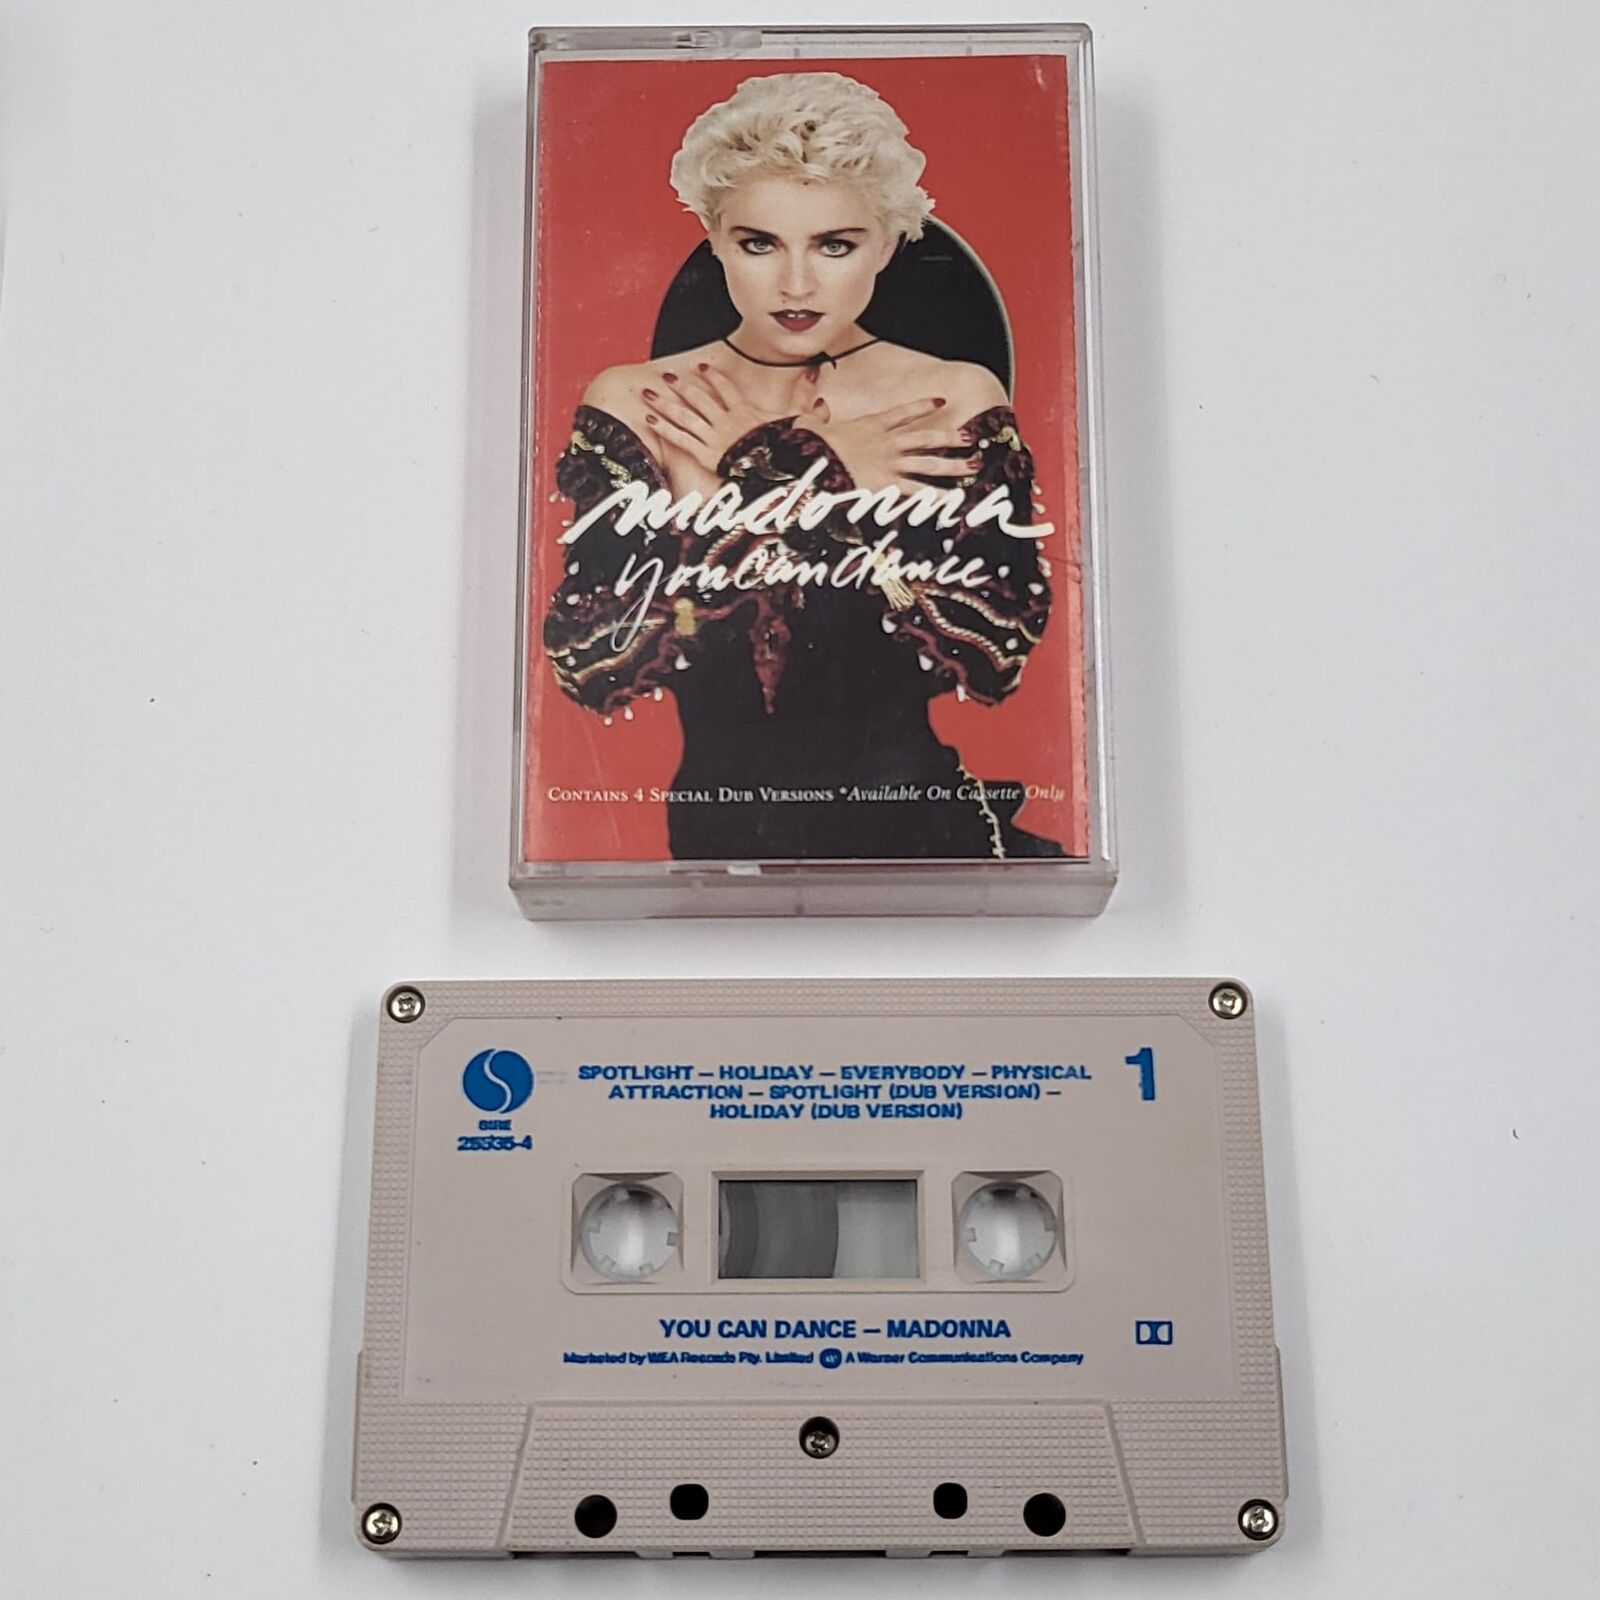 madonna
you can dance.
CONTAINS 4 SPECIAL DUB VERSIONS *Available On Cassette Only
SPOTLIGHT – HOLIDAY – EVERYBODY – PHYSICAL
ATTRACTION – SPOTLIGHT (DUB VERSION) –
HOLIDAY (DUB VERSION)
1
SIRE
25535-4
YOU CAN DANCE – MADONNA
Marketed by WEA Records Pty. Limited A Warner Communications Company